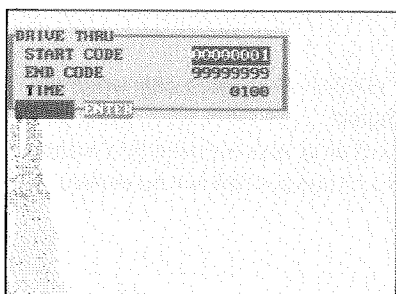 DRIVE THRU
START CODE 00000001
END CODE 99999999
TIME 0100
ENTER